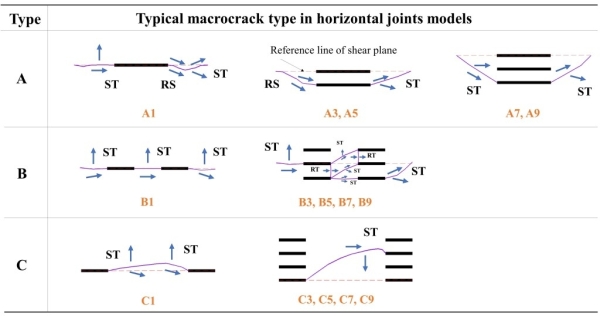 Type Typical macrocrack type in horizontal joints models
Reference line of shear plane
A
ST RS ST
RS ST
ST ST
A1 A3, A5 A7, A9
B
ST ST ST
ST ST RT RT ST ST ST
B1 B3, B5, B7, B9
C
ST ST
ST
C1 C3, C5, C7, C9